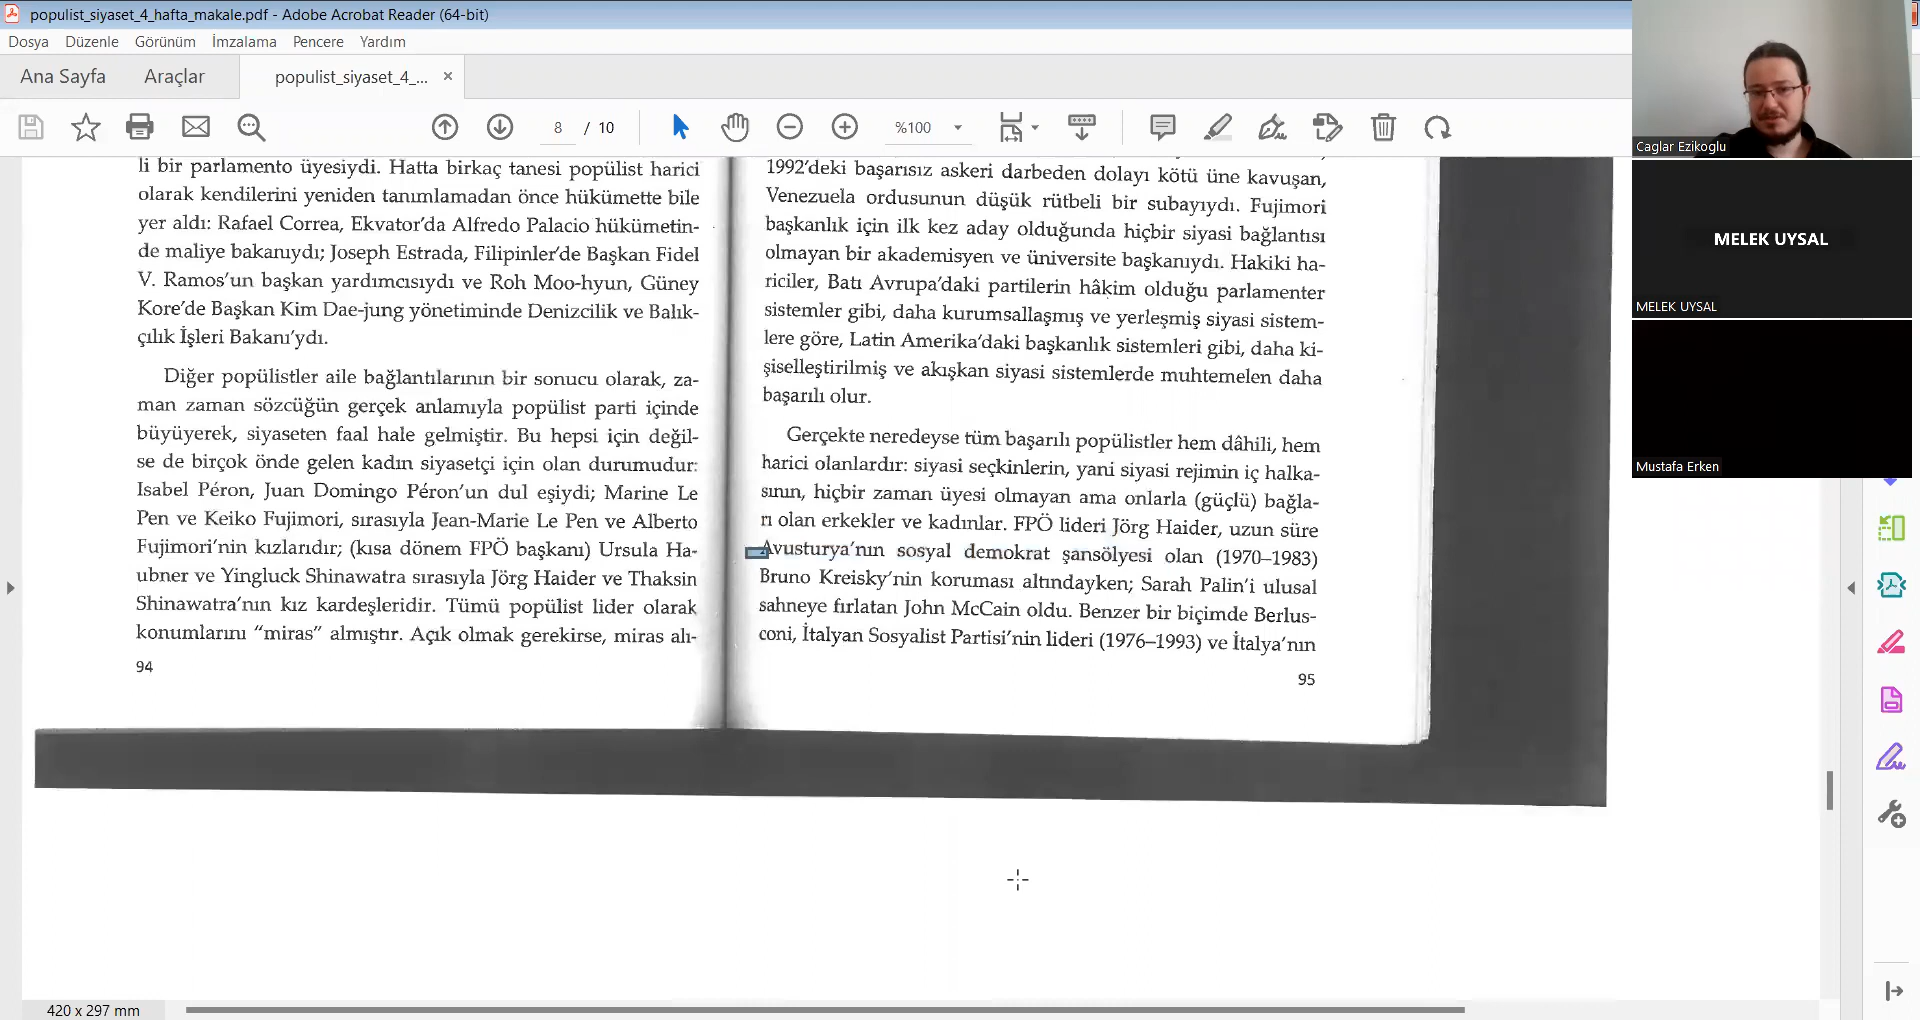 populist_siyaset_4_hafta_makale.pdf - Adobe Acrobat Reader (64-bit)
Dosya Düzenle Görünüm İmzalama Pencere Yardım
Ana Sayfa Araçlar populist_siyaset_4_... ×
8 / 10 %100
li bir parlamento üyesiydi. Hatta birkaç tanesi popülist harici
olarak kendilerini yeniden tanımlamadan önce hükümette bile
yer aldı: Rafael Correa, Ekvator'da Alfredo Palacio hükümetin-
de maliye bakanıydı; Joseph Estrada, Filipinler'de Başkan Fidel
V. Ramos'un başkan yardımcısıydı ve Roh Moo-hyun, Güney
Kore'de Başkan Kim Dae-jung yönetiminde Denizcilik ve Balık-
çılık İşleri Bakanı'ydı.
Diğer popülistler aile bağlantılarının bir sonucu olarak, za-
man zaman sözcüğün gerçek anlamıyla popülist parti içinde
büyüyerek, siyaseten faal hale gelmiştir. Bu hepsi için değil-
se de birçok önde gelen kadın siyasetçi için olan durumudur:
Isabel Péron, Juan Domingo Péron'un dul eşiydi; Marine Le
Pen ve Keiko Fujimori, sırasıyla Jean-Marie Le Pen ve Alberto
Fujimori'nin kızlarıdır; (kısa dönem FPÖ başkanı) Ursula Ha-
ubner ve Yingluck Shinawatra sırasıyla Jörg Haider ve Thaksin
Shinawatra'nın kız kardeşleridir. Tümü popülist lider olarak
konumlarını "miras" almıştır. Açık olmak gerekirse, miras alı-
94
1992'deki başarısız askeri darbeden dolayı kötü üne kavuşan,
Venezuela ordusunun düşük rütbeli bir subayıydı. Fujimori
başkanlık için ilk kez aday olduğunda hiçbir siyasi bağlantısı
olmayan bir akademisyen ve üniversite başkanıydı. Hakiki ha-
riciler, Batı Avrupa'daki partilerin hâkim olduğu parlamenter
sistemler gibi, daha kurumsallaşmış ve yerleşmiş siyasi sistem-
lere göre, Latin Amerika'daki başkanlık sistemleri gibi, daha ki-
şiselleştirilmiş ve akışkan siyasi sistemlerde muhtemelen daha
başarılı olur.
Gerçekte neredeyse tüm başarılı popülistler hem dâhili, hem
harici olanlardır: siyasi seçkinlerin, yani siyasi rejimin iç halka-
sının, hiçbir zaman üyesi olmayan ama onlarla (güçlü) bağla-
rı olan erkekler ve kadınlar. FPÖ lideri Jörg Haider, uzun süre
Avusturya'nın sosyal demokrat şansölyesi olan (1970–1983)
Bruno Kreisky'nin koruması altındayken; Sarah Palin'i ulusal
sahneye fırlatan John McCain oldu. Benzer bir biçimde Berlus-
coni, İtalyan Sosyalist Partisi'nin lideri (1976–1993) ve İtalya'nın
95
420 x 297 mm
Caglar Ezikoglu
MELEK UYSAL
MELEK UYSAL
Mustafa Erken